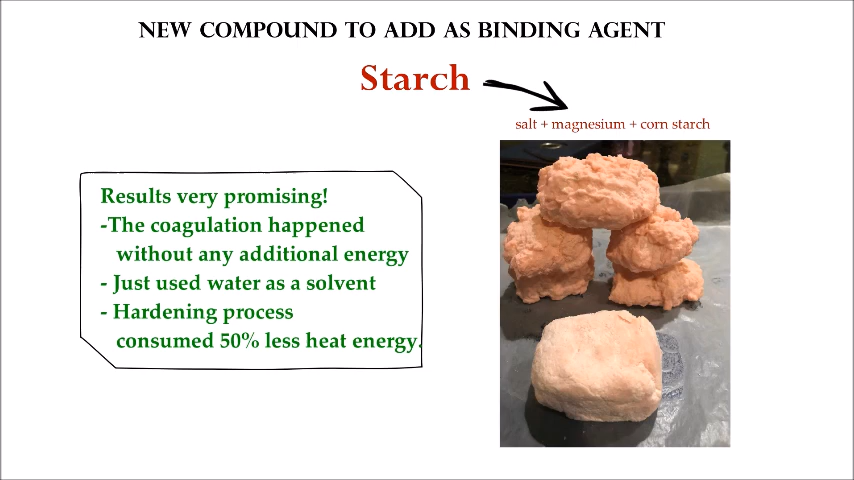 NEW COMPOUND TO ADD AS BINDING AGENT
Starch
salt + magnesium + corn starch
Results very promising!
-The coagulation happened
without any additional energy
- Just used water as a solvent
- Hardening process
consumed 50% less heat energy.